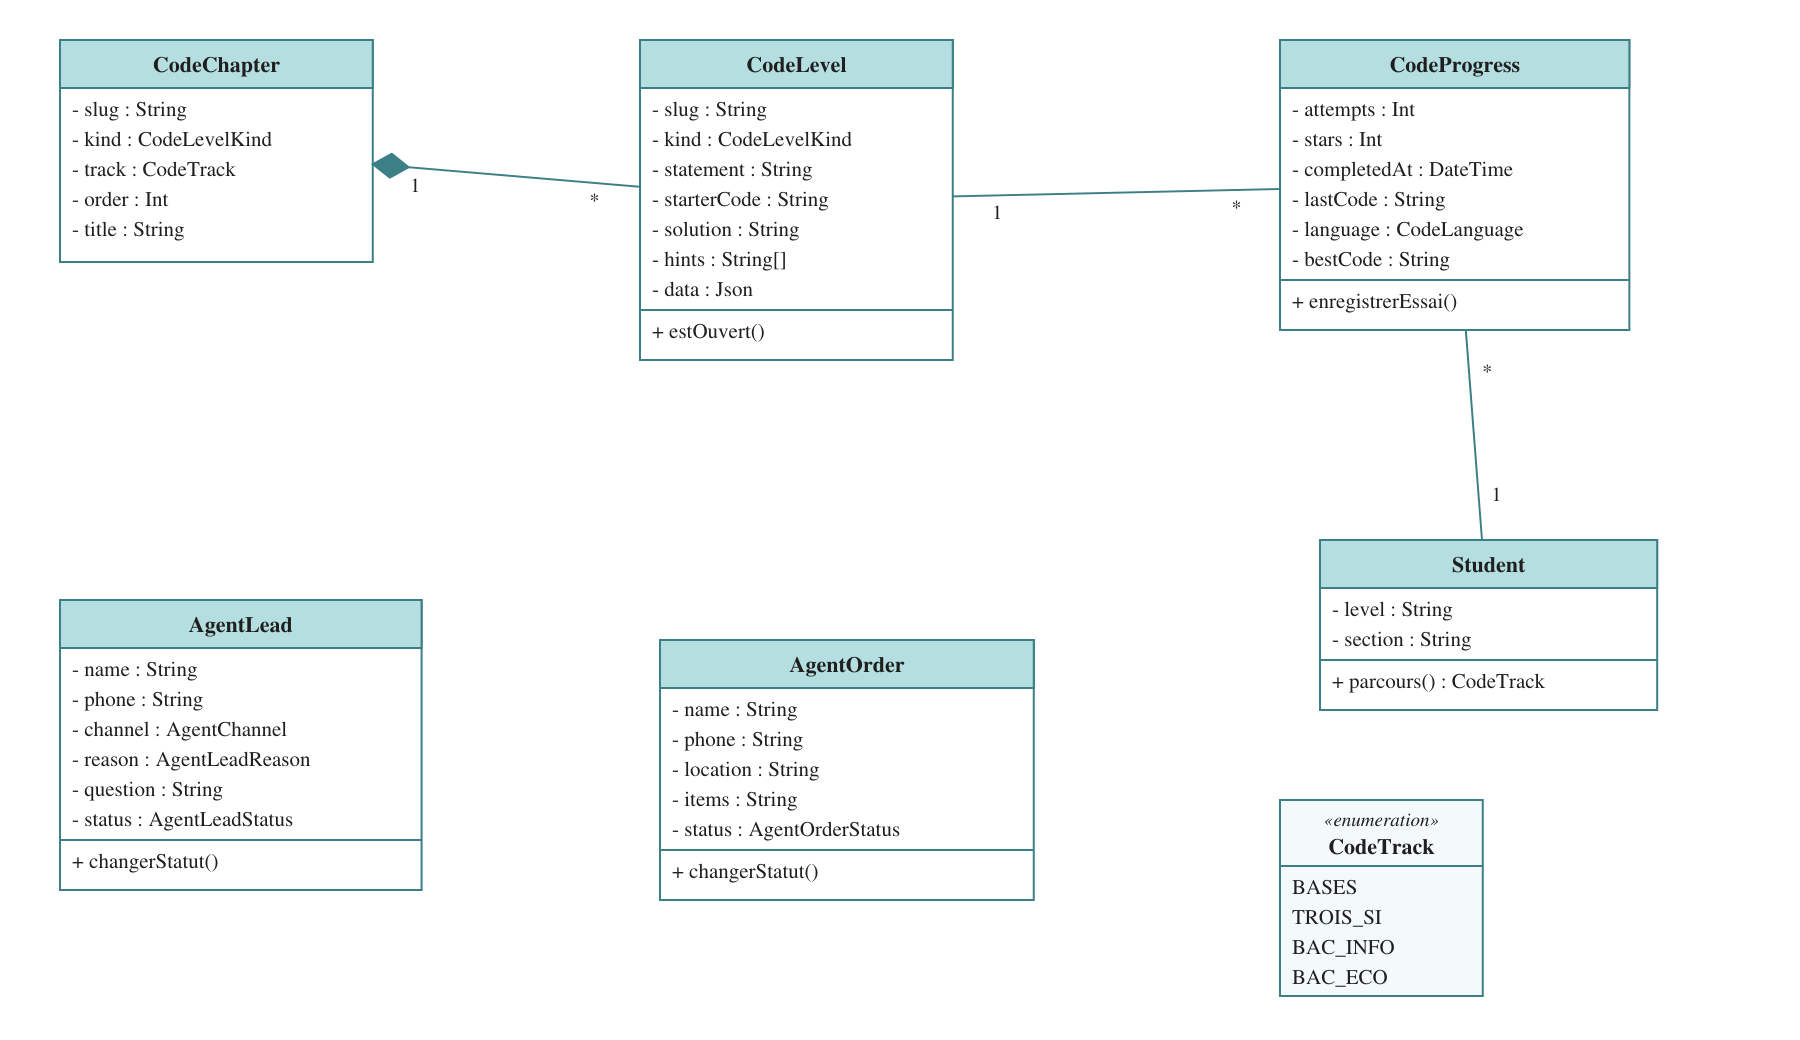 CodeChapter
- slug : String
- kind : CodeLevelKind
- track : CodeTrack
- order : Int
- title : String
1
*
CodeLevel
- slug : String
- kind : CodeLevelKind
- statement : String
- starterCode : String
- solution : String
- hints : String[]
- data : Json
+ estOuvert()
1
*
CodeProgress
- attempts : Int
- stars : Int
- completedAt : DateTime
- lastCode : String
- language : CodeLanguage
- bestCode : String
+ enregistrerEssai()
*
1
Student
- level : String
- section : String
+ parcours() : CodeTrack
AgentLead
- name : String
- phone : String
- channel : AgentChannel
- reason : AgentLeadReason
- question : String
- status : AgentLeadStatus
+ changerStatut()
AgentOrder
- name : String
- phone : String
- location : String
- items : String
- status : AgentOrderStatus
+ changerStatut()
«enumeration»
CodeTrack
BASES
TROIS_SI
BAC_INFO
BAC_ECO